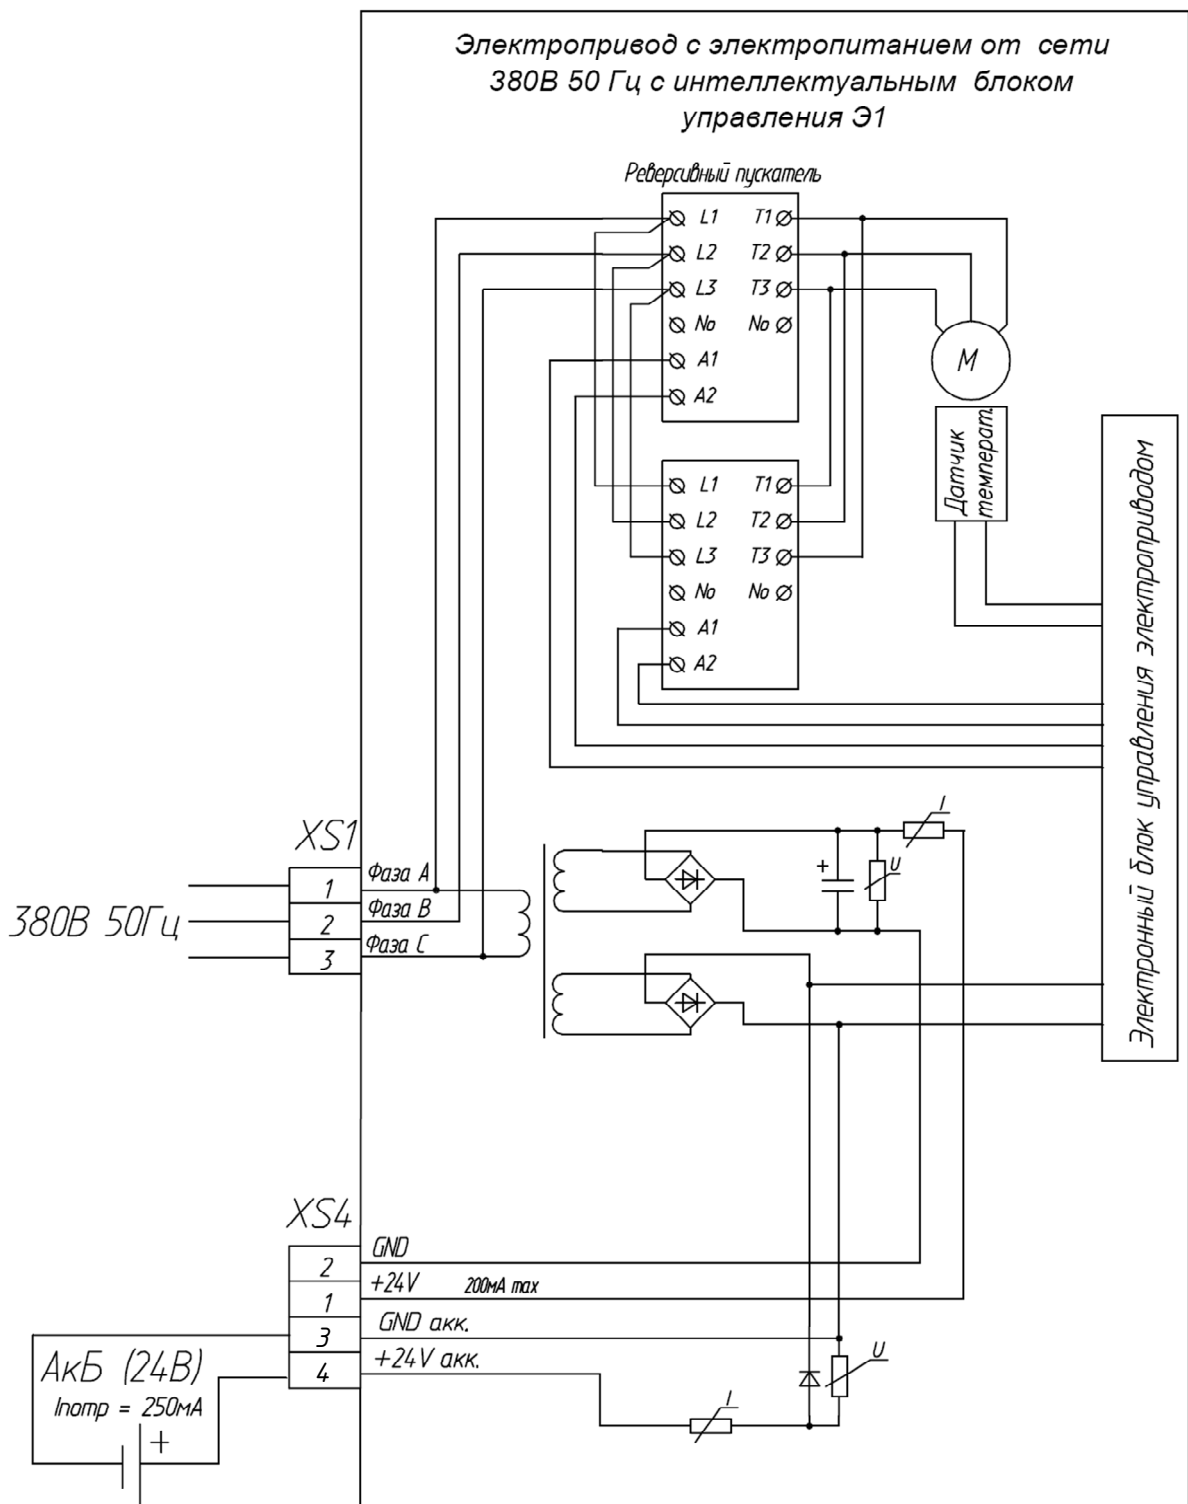 Электропривод с электропитанием от сети
380В 50 Гц с интеллектуальным блоком
управления Э1
Реверсивный пускатель
L1 T1
L2 T2
L3 T3
No No
A1
A2
М
Датчик
температ.
L1 T1
L2 T2
L3 T3
No No
A1
A2
Электронный блок управления электроприводом
XS1
380В 50Гц
1 Фаза А
2 Фаза В
3 Фаза С
+
U
I
XS4
2 GND
1 +24V 200мА max
3 GND акк.
4 +24V акк.
АкБ (24В)
Iпотр = 250мА
+
I
U